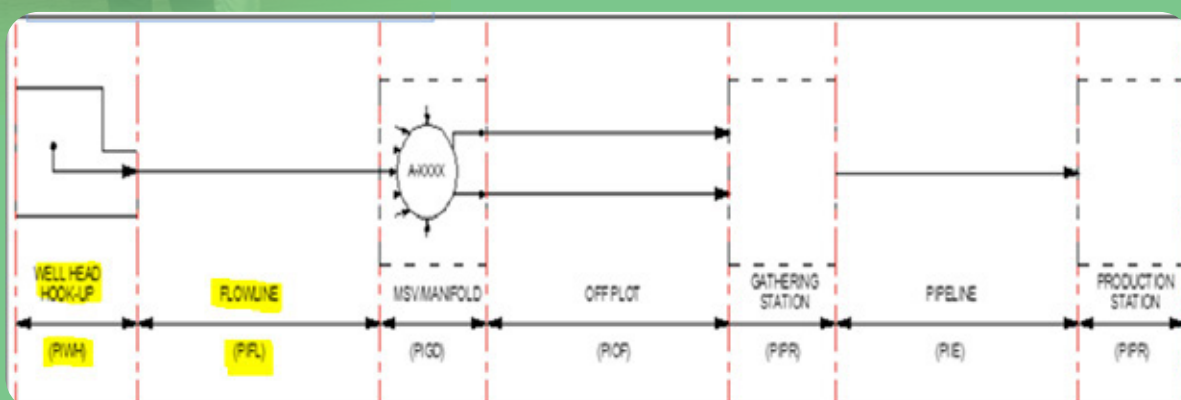 A-XXXX
WELL HEAD
HOOK-UP
FLOWLINE
MSV/MANIFOLD
OFF PLOT
GATHERING
STATION
PIPELINE
PRODUCTION
STATION
(PIWH)
(PIFL)
(PIGD)
(PIOF)
(PIPR)
(PIE)
(PIPR)